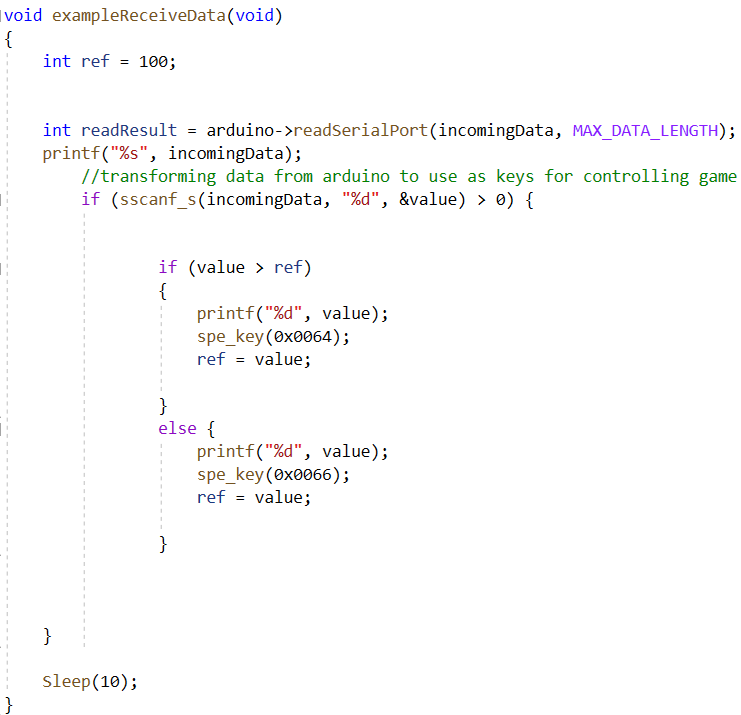 void exampleReceiveData(void)
{
int ref = 100;
int readResult = arduino->readSerialPort(incomingData, MAX_DATA_LENGTH);
printf("%s", incomingData);
//transforming data from arduino to use as keys for controlling game
if (sscanf_s(incomingData, "%d", &value) > 0) {
if (value > ref)
{
printf("%d", value);
spe_key(0x0064);
ref = value;
}
else {
printf("%d", value);
spe_key(0x0066);
ref = value;
}
}
Sleep(10);
}